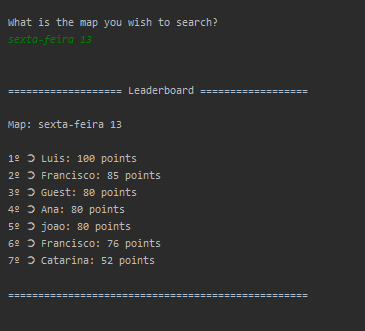 What is the map you wish to search?
sexta-feira 13
=================== Leaderboard ==================
Map: sexta-feira 13
1º ➲ Luis: 100 points
2º ➲ Francisco: 85 points
3º ➲ Guest: 80 points
4º ➲ Ana: 80 points
5º ➲ joao: 80 points
6º ➲ Francisco: 76 points
7º ➲ Catarina: 52 points
==================================================